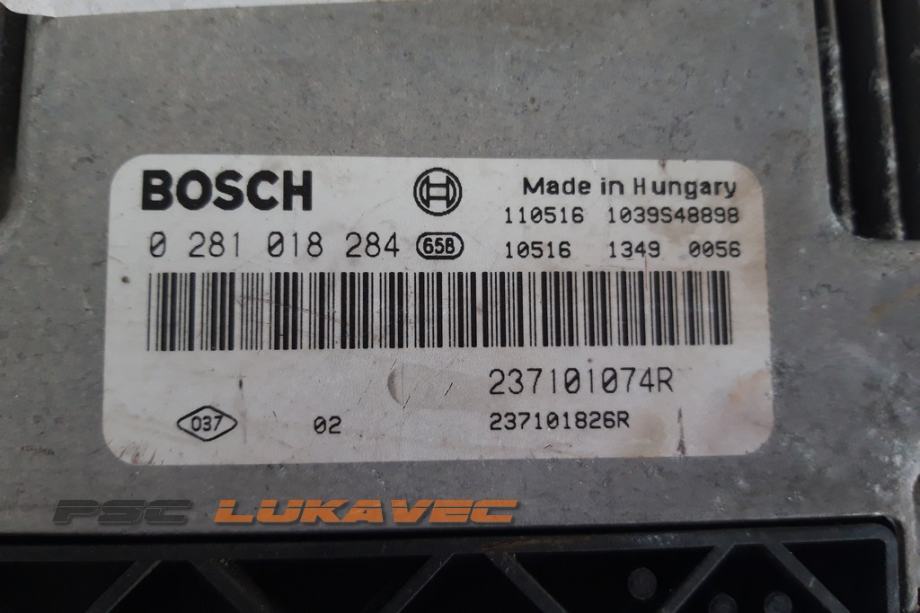 BOSCH
Made in Hungary
110516 1039S48898
0 281 018 284 658
10516 1349 0056
237101074R
037 02 237101826R
PSC LUKAVEC